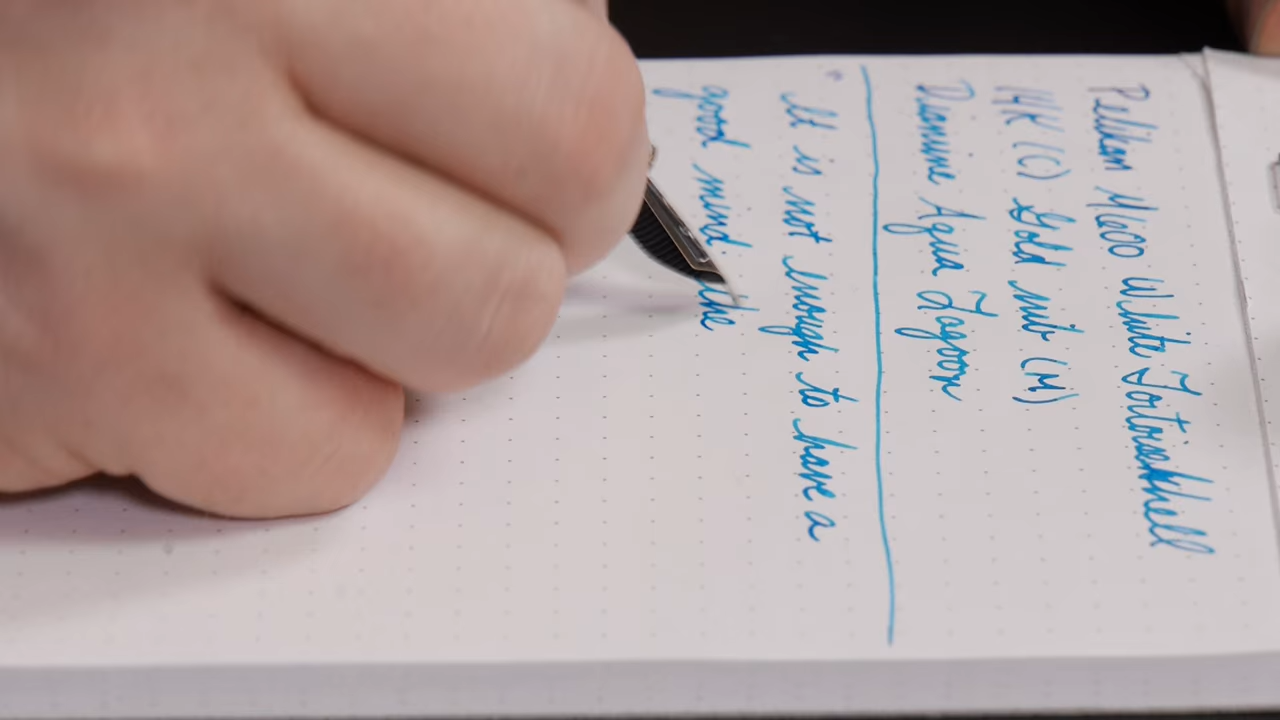 Pelikan M600 White Tortoiseshell
14K (C) Gold nib (M)
Diamine Aqua Lagoon
"It is not enough to have a
good mind. the